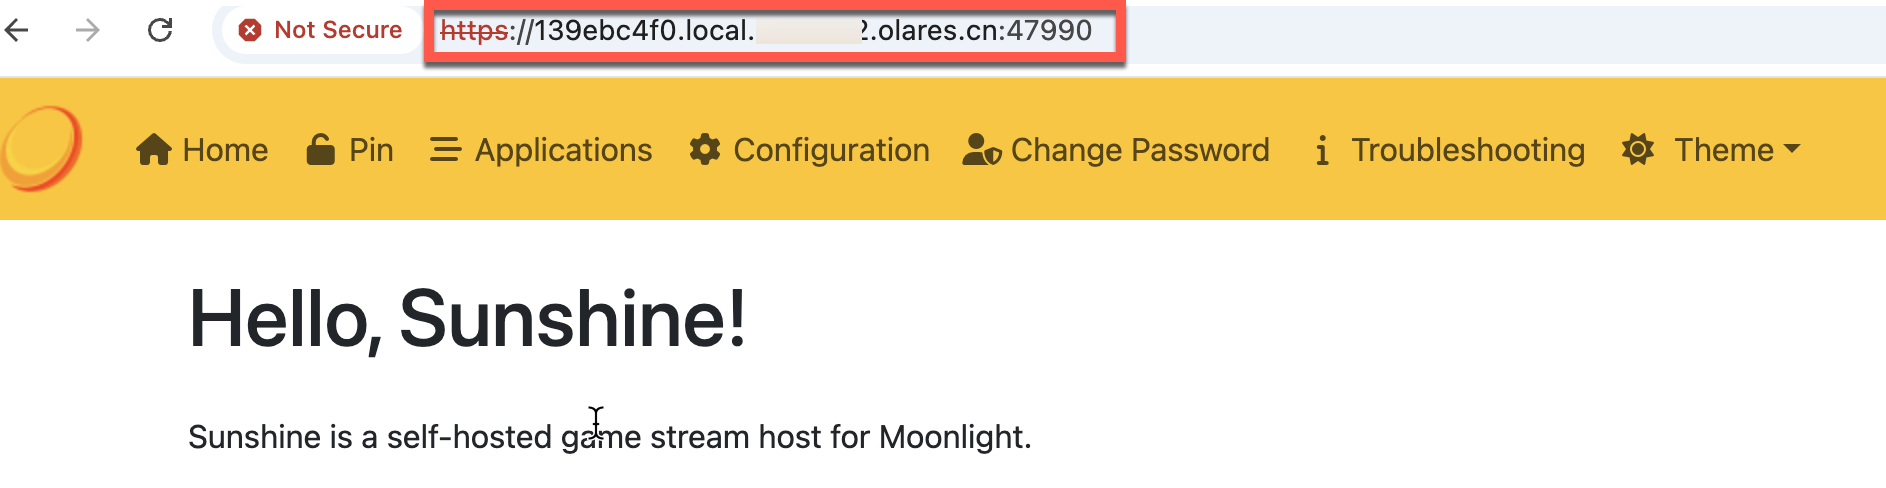 Not Secure https://139ebc4f0.local. 2.olares.cn:47990
Home Pin Applications Configuration Change Password Troubleshooting Theme
Hello, Sunshine!
Sunshine is a self-hosted game stream host for Moonlight.